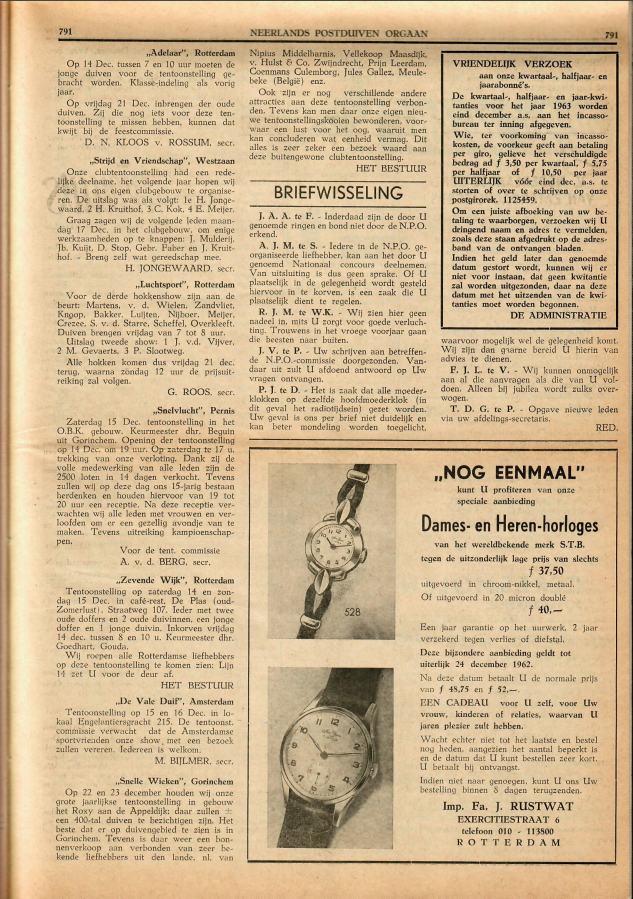 791
NEERLANDS POSTDUIVEN ORGAAN
791
„Adelaar", Rotterdam
Op 14 Dec. tussen 7 en 10 uur moeten de
jonge duiven voor de tentoonstelling ge-
bracht worden. Klasse-indeling als vorig
jaar.
Op vrijdag 21 Dec. inbrengen der oude
duiven. Zij die nog iets voor deze ten-
toonstelling te missen hebben, kunnen dat
kwijt bij de feestcommissie.
D. N. KLOOS v. ROSSUM, secr.
„Strijd en Vriendschap", Westzaan
Onze clubtentoonstelling had een rede-
lijke deelname, het volgende jaar hopen wij
deze in ons eigen clubgebouw te organise-
ren. De uitslag was als volgt: 1e H. Jonge-
waard, 2 H. Kruithof, 3 C. Kok, 4 E. Meijer.
Graag zagen wij de volgende leden maan-
dag 17 Dec. in het clubgebouw, om enige
werkzaamheden op te knappen: J. Mulderij,
Jb. Kuijt, D. Stop, Gebr. Paber en J. Kruit-
hof. - Breng zelf wat gereedschap mee.
H. JONGEWAARD, secr.
„Luchtsport", Rotterdam
Voor de derde hokkenshow zijn aan de
beurt: Martens, v. d. Wielen, Zandvliet,
Kngop, Bakker, Luijten, Nijboer, Meijer,
Crezee, S. v. d. Starre, Scheffel, Overkleeft.
Duiven brengen vrijdag van 7 tot 8 uur.
Uitslag tweede show: 1 J. v.d. Vijver,
2 M. Gevaerts, 3 P. Slootweg.
Alle hokken komen dus vrijdag 21 dec.
terug, waarna zondag 12 uur de prijsuit-
reiking zal volgen.
G. ROOS, secr.
„Snelvlucht", Pernis
Zaterdag 15 Dec. tentoonstelling in het
O.B.K. gebouw. Keurmeester dhr. Beguin
uit Gorinchem. Opening der tentoonstelling
op 14 Dec. om 19 uur. Op zaterdag te 17 u.
trekking van onze verloting. Dank zij de
volle medewerking van alle leden zijn de
2500 loten in 14 dagen verkocht. Tevens
zullen wij op deze dag ons 15-jarig bestaan
herdenken en houden hiervoor van 19 tot
20 uur een receptie. Na deze receptie ver-
wachten wij alle leden met vrouwen en ver-
loofden om er een gezellig avondje van te
maken. Tevens uitreiking kampioenschap-
pen.
Voor de tent. commissie
A. v. d. BERG, secr.
„Zevende Wijk", Rotterdam
Tentoonstelling op zaterdag 14 en zon-
dag 15 Dec. in café-rest. De Plas (oud-
Zomerlust). Straatweg 107. Ieder met twee
oude doffers en 2 oude duivinnen, een jonge
doffer en 1 jonge duivin. Inkorven vrijdag
14 dec. tussen 8 en 10 u. Keurmeester dhr.
Goedhart, Gouda.
Wij roepen alle Rotterdamse liefhebbers
op deze tentoonstelling te komen zien: Lijn
14 zet U voor de deur af.
HET BESTUUR
„De Vale Duif", Amsterdam
Tentoonstelling op 15 en 16 Dec. in lo-
kaal Engelantiersgracht 215. De tentoonst.
commissie verwacht dat de Amsterdamse
sportvrienden onze show met een bezoek
zullen vereren. Iedereen is welkom.
M. BIJLMER, secr.
„Snelle Wieken", Gorinchem
Op 22 en 23 december houden wij onze
grote jaarlijkse tentoonstelling in gebouw
het Roxy aan de Appeldijk; daar zullen ±
een 400-tal duiven te bezichtigen zijn. Het
beste dat er op duivengebied te zien is in
Gorinchem. Tevens is daar weer een bon-
nenverkoop aan verbonden van zeer be-
kende liefhebbers uit den lande, nl. van
Nipius Middelharnis, Vellekoop Maasdijk,
v. Hulst & Co. Zwijndrecht, Prijn Leerdam,
Coenmans Culemborg, Jules Gallez, Meule-
beke (België) enz.
Ook zijn er nog verschillende andere
attracties aan deze tentoonstelling verbon-
den. Tevens kan men daar onze eigen nieu-
we tentoonstellingskooien bewonderen, voor-
waar een lust voor het oog, waaruit men
kan concluderen wat eenheid vermag. Dit
alles is zeer zeker een bezoek waard aan
deze buitengewone clubtentoonstelling.
HET BESTUUR
BRIEFWISSELING
J. A. A. te F. - Inderdaad zijn de door U
genoemde ringen en bond niet door de N.P.O.
erkend.
A. J. M. te S. - Iedere in de N.P.O. ge-
organiseerde liefhebber, kan aan het door U
genoemd Nationaal concours deelnemen.
Van uitsluiting is dus geen sprake. Of U
plaatselijk in de gelegenheid wordt gesteld
hiervoor in te korven, is een zaak die U
plaatselijk dient te regelen.
R. J. M. te W.K. - Wij zien hier geen
nadeel in, mits U zorgt voor goede verluch-
ting. Trouwens in het vroege voorjaar gaan
die beesten naar buiten.
J. V. te P. - Uw schrijven aan betreffen-
de N.P.O.-commissie doorgezonden. Van-
daar uit zult U afdoend antwoord op Uw
vragen ontvangen.
P. J. te D. - Het is zaak dat alle moeder-
klokken op dezelfde hoofdmoederklok (in
dit geval het radiotijdsein) gezet worden.
Uw geval is ons per brief niet duidelijk en
kan beter mondeling worden toegelicht,
VRIENDELIJK VERZOEK
aan onze kwartaal-, halfjaar- en
jaarabonné's.
De kwartaal-, halfjaar- en jaar-kwi-
tanties voor het jaar 1963 worden
eind december a.s. aan het incasso-
bureau ter inning afgegeven.
Wie, ter voorkoming van incasso-
kosten, de voorkeur geeft aan betaling
per giro, gelieve het verschuldigde
bedrag ad ƒ 3,50 per kwartaal, ƒ 5,75
per halfjaar of ƒ 10,50 per jaar
UITERLIJK vóór eind dec. a.s. te
storten of over te schrijven op onze
postgirorek. 1125459.
Om een juiste afboeking van uw be-
taling te waarborgen, verzoeken wij U
dringend naam en adres te vermelden,
zoals deze staan afgedrukt op de adres-
band van de ontvangen bladen.
Indien het geld later dan genoemde
datum gestort wordt, kunnen wij er
niet voor instaan, dat geen kwitantie
zal worden uitgezonden, daar na deze
datum met het uitzenden van de kwi-
tanties moet worden begonnen.
DE ADMINISTRATIE
waarvoor mogelijk wel de gelegenheid komt.
Wij zijn dan gaarne bereid U hierin van
advies te dienen.
F. J. L. te V. - Wij kunnen onmogelijk
aan al die aanvragen als die van U vol-
doen. Alleen bij jubilea wordt zulks over-
wogen.
T. D. G. te P. - Opgave nieuwe leden
via uw afdelings-secretaris.
RED.
528
„NOG EENMAAL"
kunt U profiteren van onze
speciale aanbieding
Dames- en Heren-horloges
van het wereldbekende merk S.T.B.
tegen de uitzonderlijk lage prijs van slechts
ƒ 37,50
uitgevoerd in chroom-nikkel, metaal.
Of uitgevoerd in 20 micron doublé
ƒ 40,—
Een jaar garantie op het uurwerk, 2 jaar
verzekerd tegen verlies of diefstal.
Deze bijzondere aanbieding geldt tot
uiterlijk 24 december 1962.
Na deze datum betaalt U de normale prijs
van ƒ 48,75 en ƒ 52,—.
EEN CADEAU voor U zelf, voor Uw
vrouw, kinderen of relaties, waarvan U
jaren plezier zult hebben.
Wacht echter niet tot het laatste en bestel
nog heden, aangezien het aantal beperkt is
en de datum dat U kunt bestellen zeer kort.
U betaalt bij ontvangst.
Indien niet naar genoegen, kunt U ons Uw
bestelling binnen 8 dagen terugzenden.
Imp. Fa. J. RUSTWAT
EXERCITIESTRAAT 6
telefoon 010 - 113800
ROTTERDAM